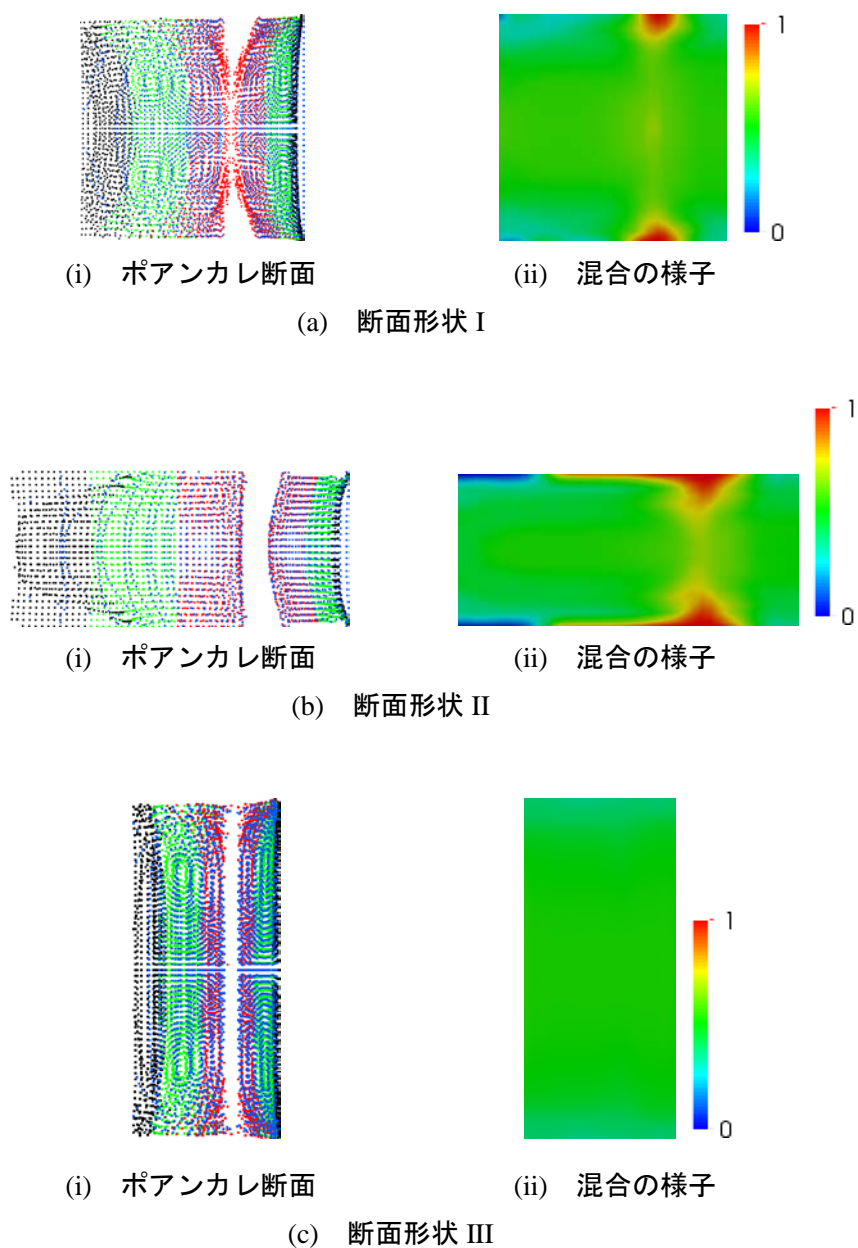 1
0
(i) ポアンカレ断面
(ii) 混合の様子
(a) 断面形状 I
1
0
(i) ポアンカレ断面
(ii) 混合の様子
(b) 断面形状 II
1
0
(i) ポアンカレ断面
(ii) 混合の様子
(c) 断面形状 III